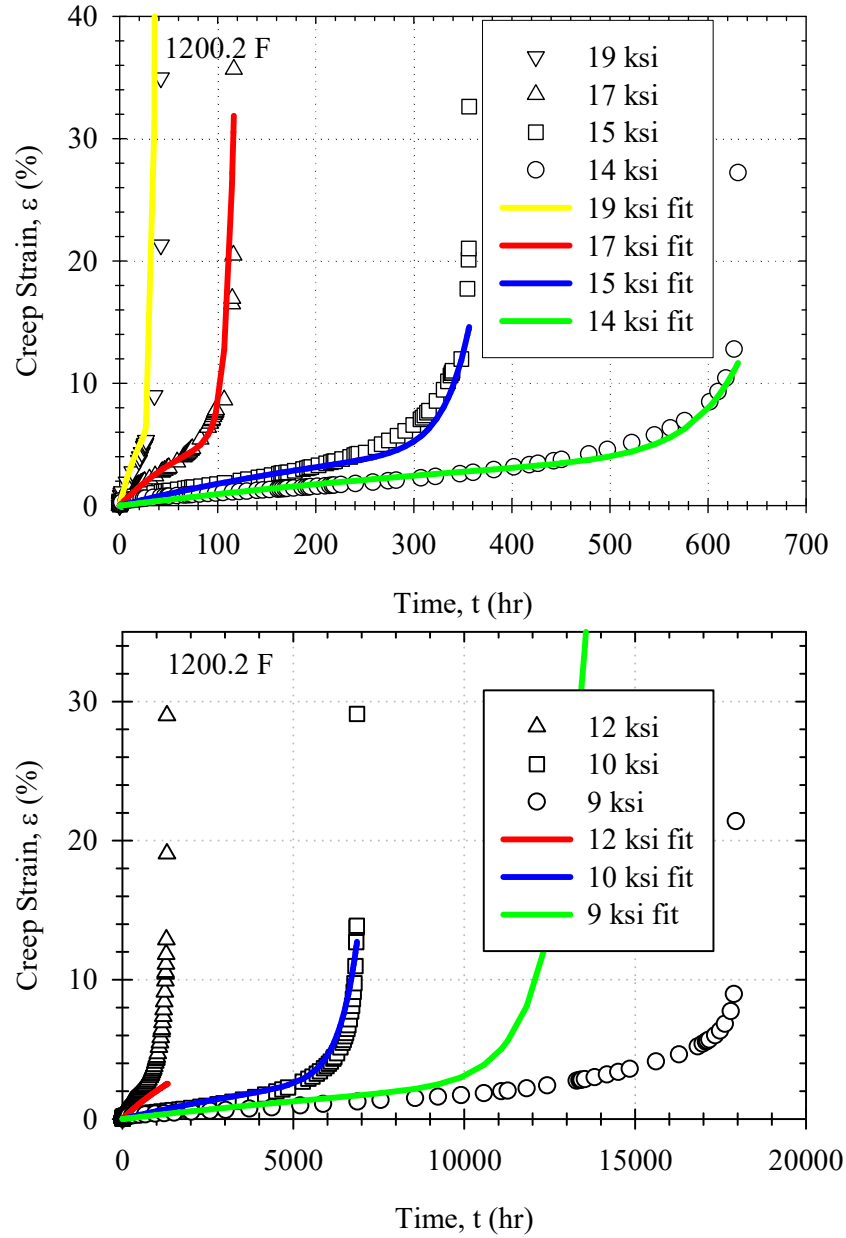 40
30
20
10
0
Creep Strain, ε (%)
1200.2 F
19 ksi
17 ksi
15 ksi
14 ksi
19 ksi fit
17 ksi fit
15 ksi fit
14 ksi fit
0 100 200 300 400 500 600 700
Time, t (hr)
30
20
10
0
Creep Strain, ε (%)
1200.2 F
12 ksi
10 ksi
9 ksi
12 ksi fit
10 ksi fit
9 ksi fit
0 5000 10000 15000 20000
Time, t (hr)